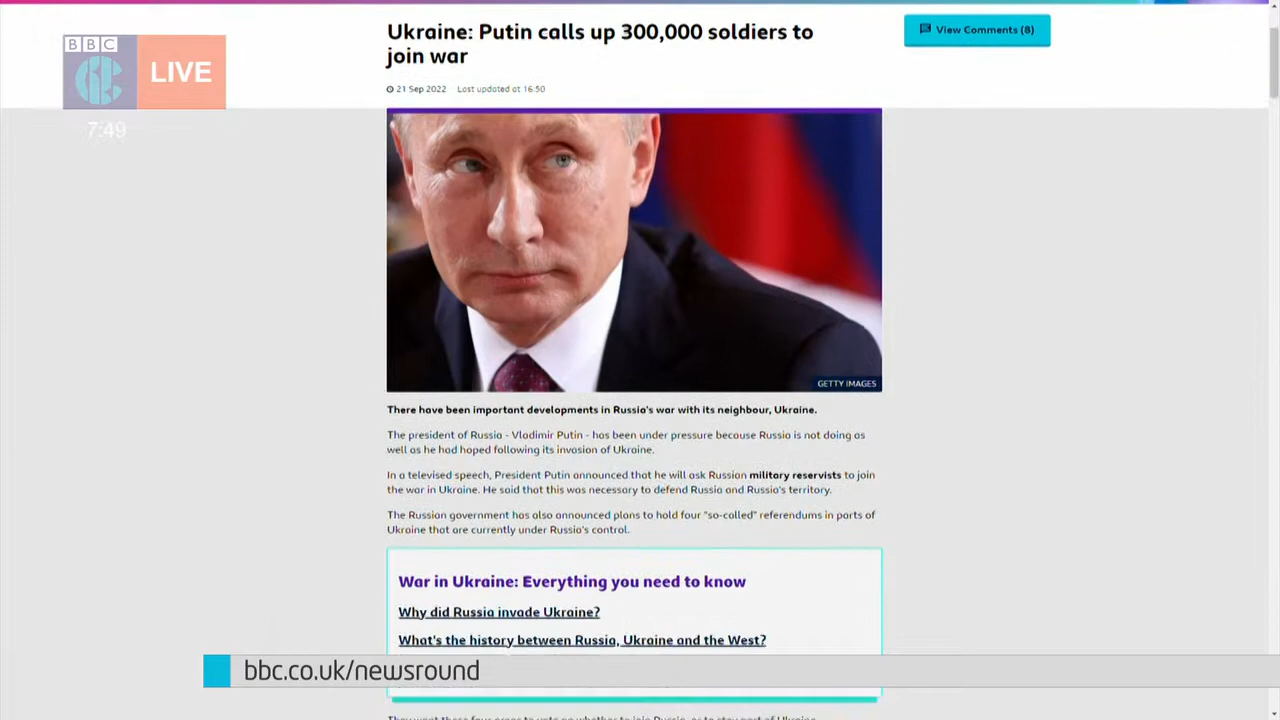 Ukraine: Putin calls up 300,000 soldiers to
join war
View Comments (8)
BBC
LIVE
21 Sep 2022 Last updated at 16:50
7:49
GETTY IMAGES
There have been important developments in Russia's war with its neighbour, Ukraine.
The president of Russia - Vladimir Putin - has been under pressure because Russia is not doing as
well as he had hoped following its invasion of Ukraine.
In a televised speech, President Putin announced that he will ask Russian military reservists to join
the war in Ukraine. He said that this was necessary to defend Russia and Russia's territory.
The Russian government has also announced plans to hold four "so-called" referendums in parts of
Ukraine that are currently under Russia's control.
War in Ukraine: Everything you need to know
Why did Russia invade Ukraine?
What's the history between Russia, Ukraine and the West?
bbc.co.uk/newsround